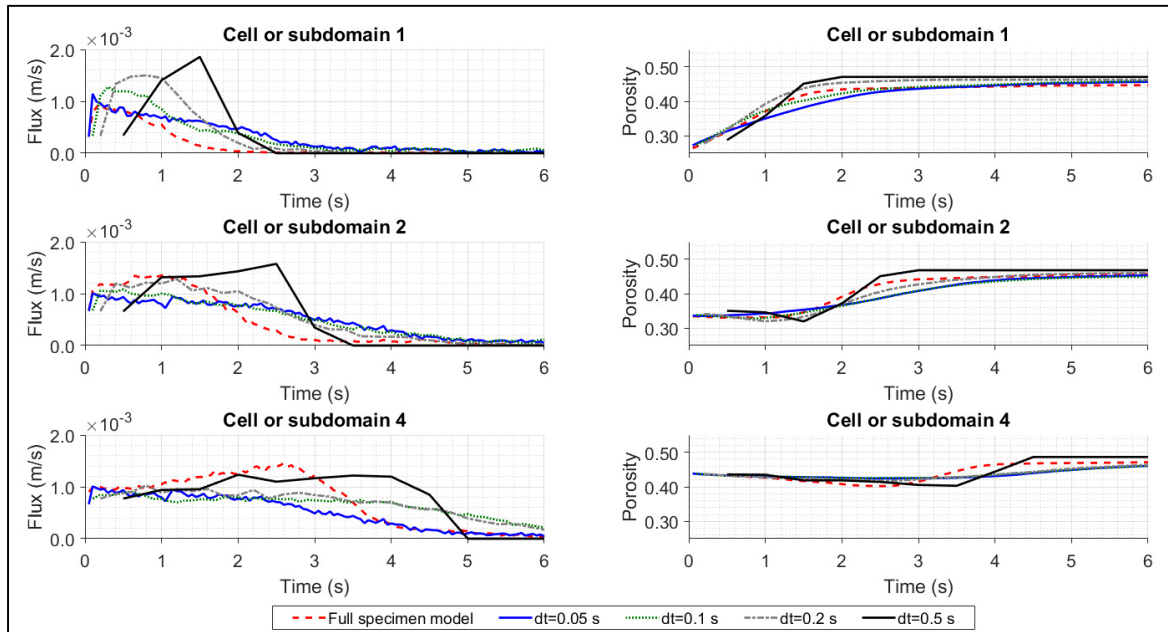 Cell or subdomain 1
×10⁻³
2.0
1.0
0.0
Flux (m/s)
0 1 2 3 4 5 6
Time (s)
Cell or subdomain 1
0.50
0.40
0.30
Porosity
0 1 2 3 4 5 6
Time (s)
Cell or subdomain 2
×10⁻³
2.0
1.0
0.0
Flux (m/s)
0 1 2 3 4 5 6
Time (s)
Cell or subdomain 2
0.50
0.40
0.30
Porosity
0 1 2 3 4 5 6
Time (s)
Cell or subdomain 4
×10⁻³
2.0
1.0
0.0
Flux (m/s)
0 1 2 3 4 5 6
Time (s)
Cell or subdomain 4
0.50
0.40
0.30
Porosity
0 1 2 3 4 5 6
Time (s)
Full specimen model dt=0.05 s dt=0.1 s dt=0.2 s dt=0.5 s